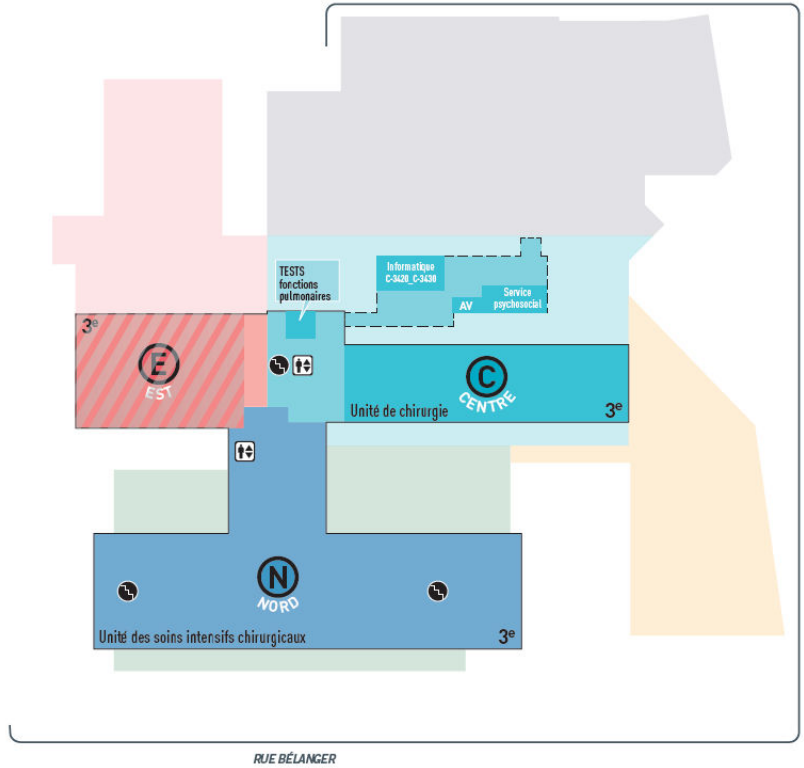 TESTS
fonctions
pulmonaires
Informatique
C-3420_C-3430
AV
Service
psychosocial
3e
E
EST
C
CENTRE
Unité de chirurgie
3e
N
NORD
Unité des soins intensifs chirurgicaux
3e
RUE BÉLANGER